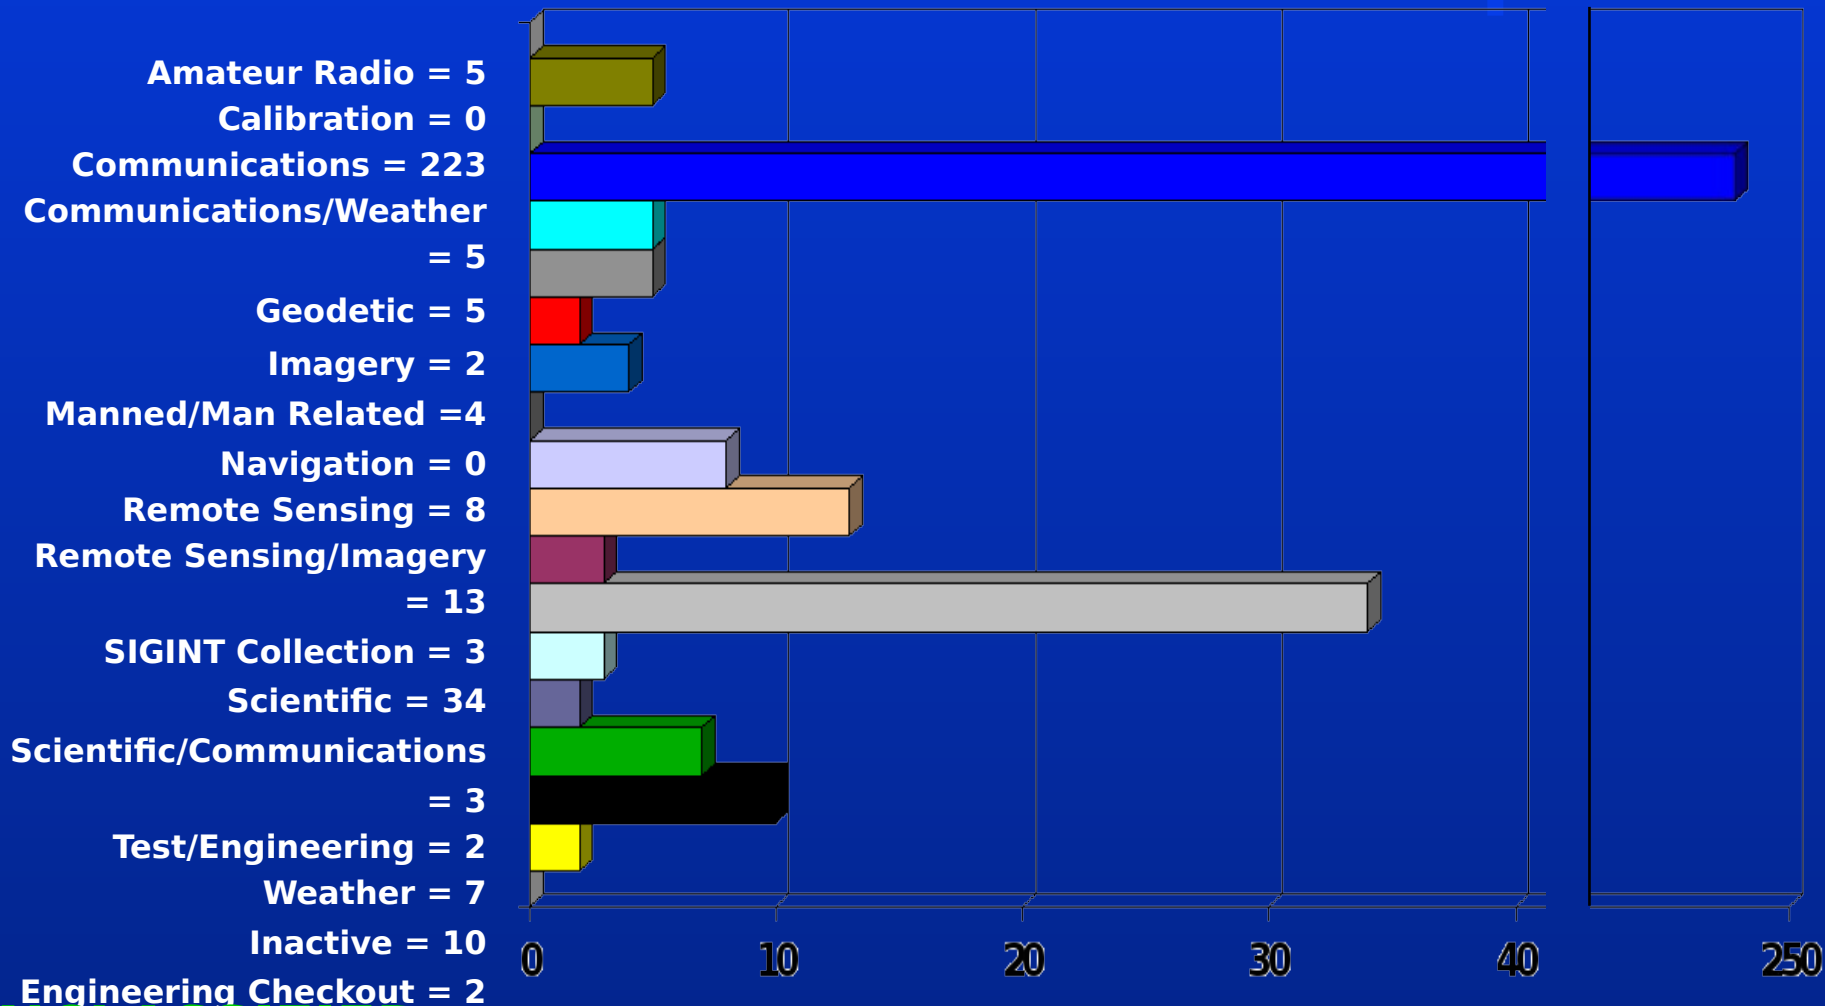 Amateur Radio = 5
Calibration = 0
Communications = 223
Communications/Weather
= 5
Geodetic = 5
Imagery = 2
Manned/Man Related =4
Navigation = 0
Remote Sensing = 8
Remote Sensing/Imagery
= 13
SIGINT Collection = 3
Scientific = 34
Scientific/Communications
= 3
Test/Engineering = 2
Weather = 7
Inactive = 10
Engineering Checkout = 2
0 10 20 30 40 250